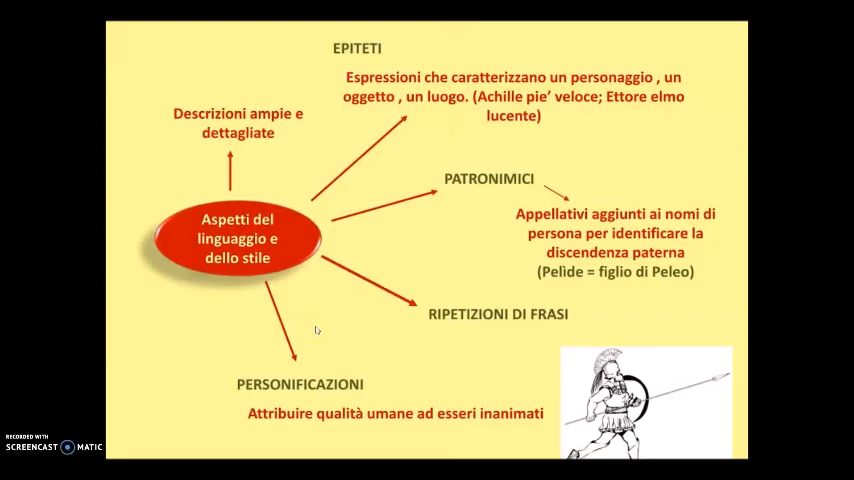 EPITETI
Espressioni che caratterizzano un personaggio , un
oggetto , un luogo. (Achille pie' veloce; Ettore elmo
lucente)
Descrizioni ampie e
dettagliate
PATRONIMICI
Appellativi aggiunti ai nomi di
persona per identificare la
discendenza paterna
(Pelìde = figlio di Peleo)
Aspetti del
linguaggio e
dello stile
RIPETIZIONI DI FRASI
PERSONIFICAZIONI
Attribuire qualità umane ad esseri inanimati
RECORDED WITH
SCREENCAST MATIC